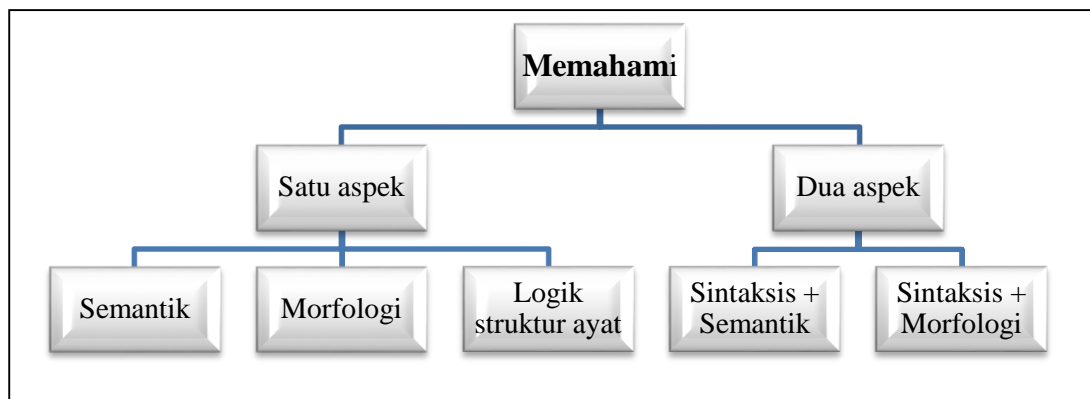 Memahami
Satu aspek
Dua aspek
Semantik
Morfologi
Logik
struktur ayat
Sintaksis +
Semantik
Sintaksis +
Morfologi